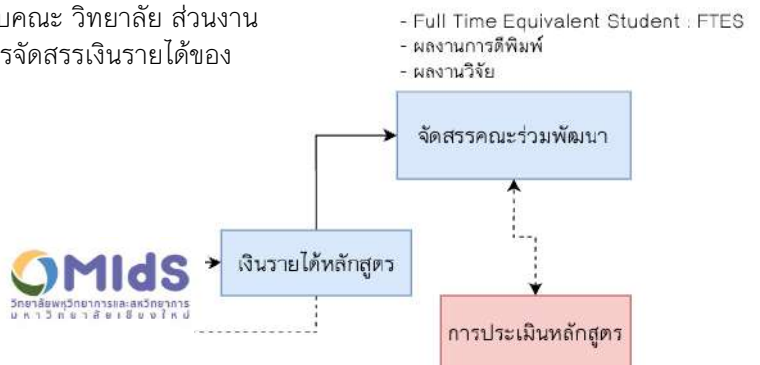 บคณะ วิทยาลัย ส่วนงาน
รจัดสรรเงินรายได้ของ
- Full Time Equivalent Student : FTES
- ผลงานการตีพิมพ์
- ผลงานวิจัย
จัดสรรคณะร่วมพัฒนา
MIdS
วิทยาลัยพหุวิทยาการและสหวิทยาการ
มหาวิทยาลัยเชียงใหม่
เงินรายได้หลักสูตร
การประเมินหลักสูตร